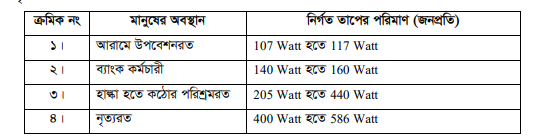 ক্রমিক নং মানুষের অবস্থান নির্গত তাপের পরিমাণ (জনপ্রতি)
১। আরামে উপবেশনরত 107 Watt হতে 117 Watt
২। ব্যাংক কর্মচারী 140 Watt হতে 160 Watt
৩। হাল্কা হতে কঠোর পরিশ্রমরত 205 Watt হতে 440 Watt
৪। নৃত্যরত 400 Watt হতে 586 Watt